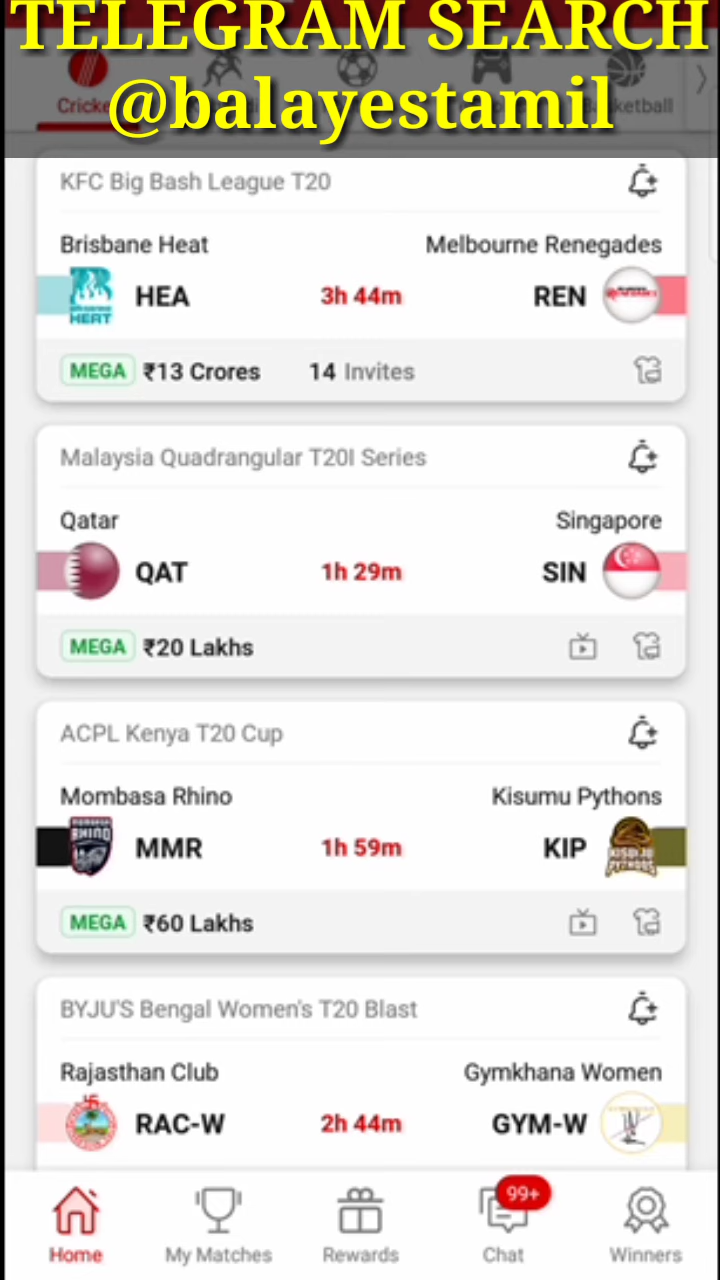 TELEGRAM SEARCH
@balayestamil
KFC Big Bash League T20
Brisbane Heat Melbourne Renegades
HEAT
HEA 3h 44m REN
MEGA ₹13 Crores 14 Invites
Malaysia Quadrangular T20I Series
Qatar Singapore
QAT 1h 29m SIN
MEGA ₹20 Lakhs
ACPL Kenya T20 Cup
Mombasa Rhino Kisumu Pythons
RHINO
MMR 1h 59m KIP
MEGA ₹60 Lakhs
BYJU'S Bengal Women's T20 Blast
Rajasthan Club Gymkhana Women
RAC-W 2h 44m GYM-W
99+
Home My Matches Rewards Chat Winners